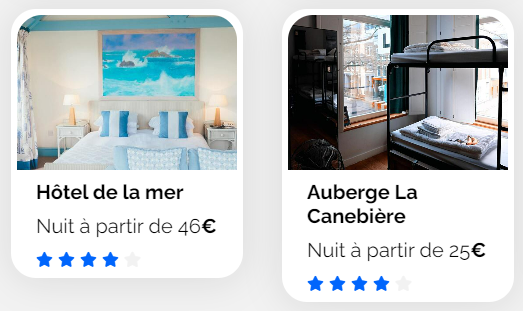 Hôtel de la mer
Nuit à partir de 46€
Auberge La
Canebière
Nuit à partir de 25€